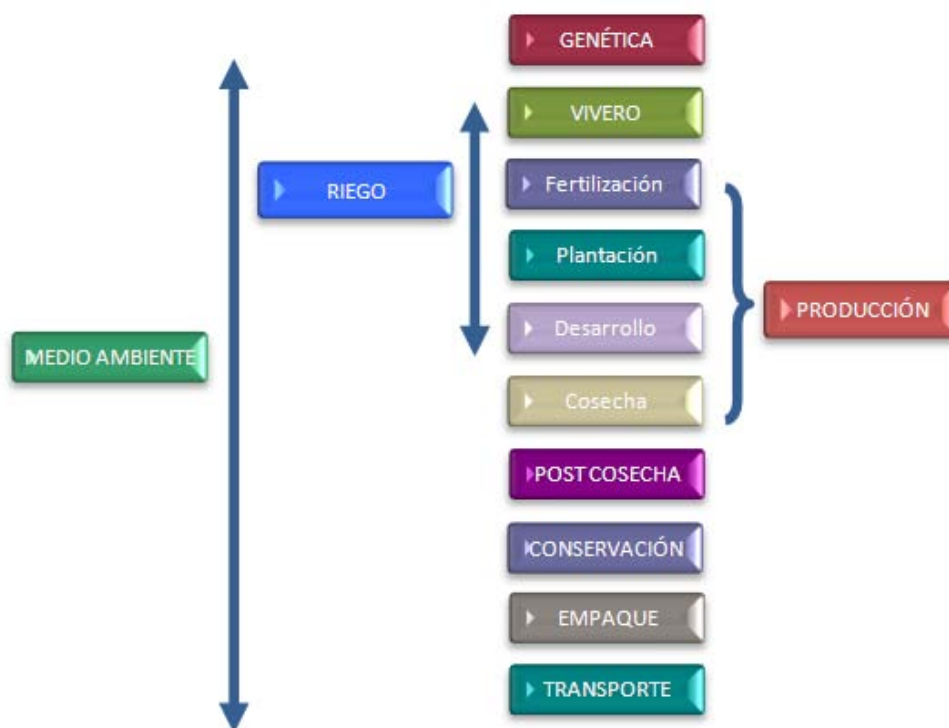 GENÉTICA
VIVERO
RIEGO
Fertilización
Plantación
Desarrollo
PRODUCCIÓN
MEDIO AMBIENTE
Cosecha
POST COSECHA
CONSERVACIÓN
EMPAQUE
TRANSPORTE